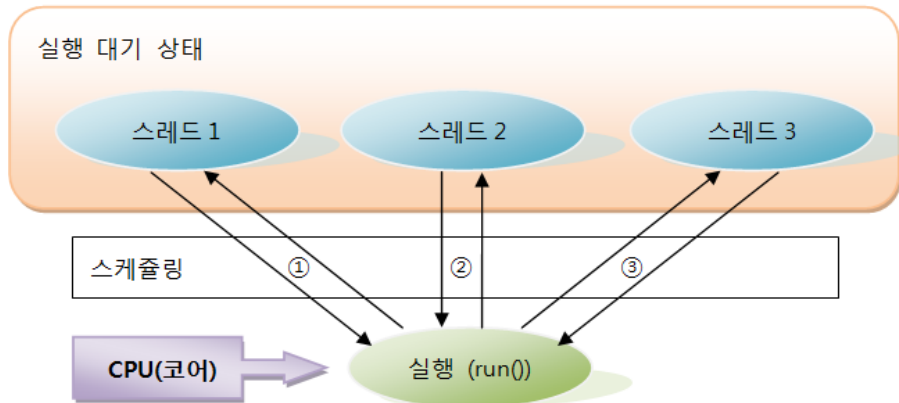 실행 대기 상태
스레드 1
스레드 2
스레드 3
스케쥴링
①
②
③
CPU(코어)
실행 (run())